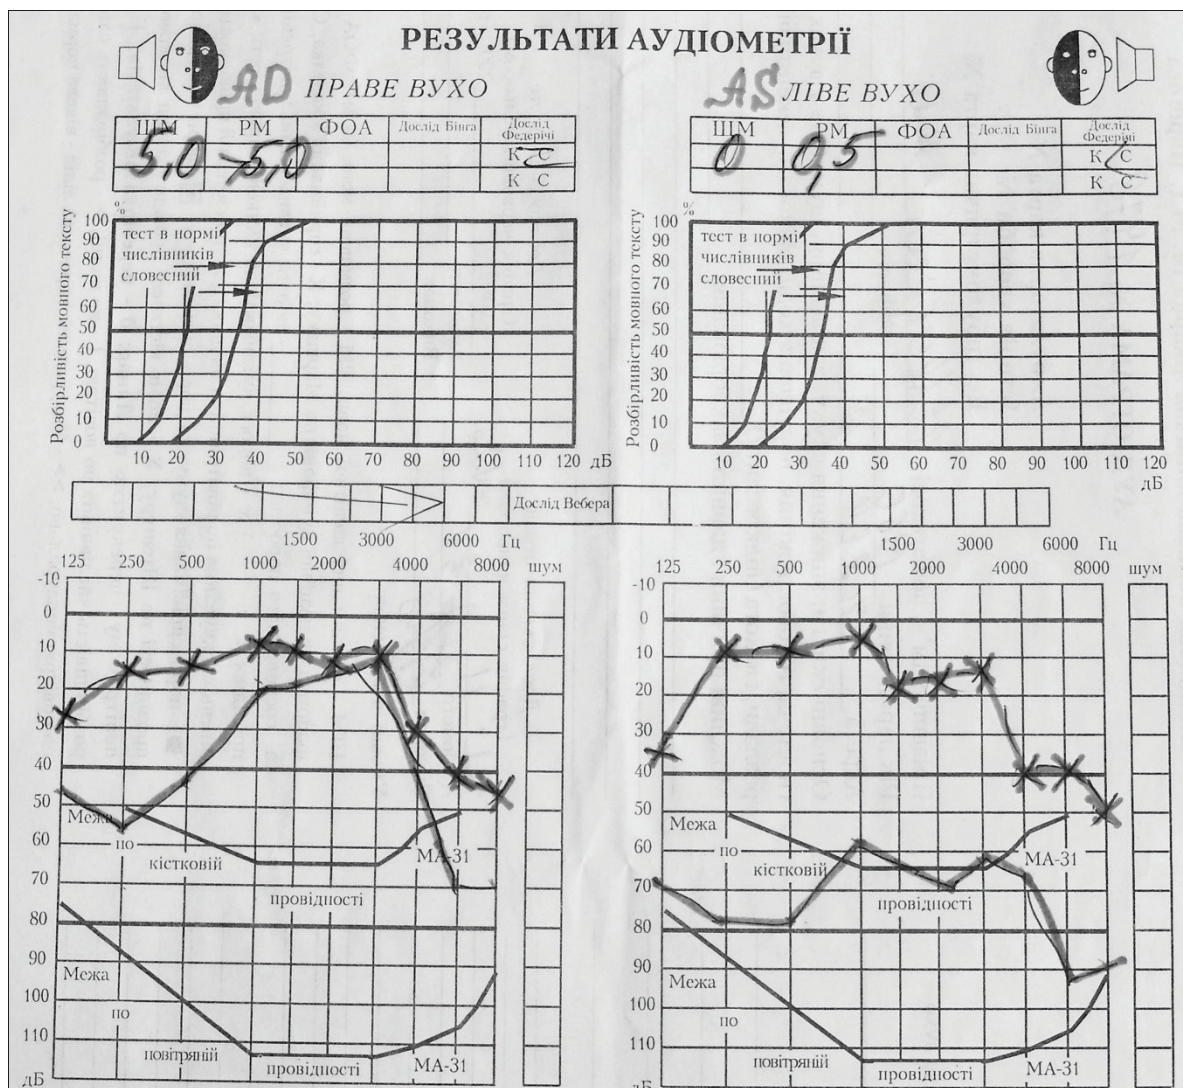 РЕЗУЛЬТАТИ АУДІОМЕТРІЇ
AD ПРАВЕ ВУХО
ШМ РМ ФОА Дослід Бінга Дослід Федерічі
5,0 >5,0 К С
К С
%
Розбірливість мовного тексту
100
90
80
70
60
50
40
30
20
10
0
тест в нормі
числівників
словесний
10 20 30 40 50 60 70 80 90 100 110 120 дБ
AS ЛІВЕ ВУХО
ШМ РМ ФОА Дослід Бінга Дослід Федерічі
0 0,5 К С
К С
%
Розбірливість мовного тексту
100
90
80
70
60
50
40
30
20
10
0
тест в нормі
числівників
словесний
10 20 30 40 50 60 70 80 90 100 110 120
дБ
Дослід Вебера
1500 3000 6000 Гц
125 250 500 1000 2000 4000 8000 шум
-10
0
10
20
30
40
50
60
70
80
90
100
110
дБ
Межа
по
кістковій
провідності
МА-31
Межа
по
повітряній
провідності
МА-31
1500 3000 6000 Гц
125 250 500 1000 2000 4000 8000 шум
-10
0
10
20
30
40
50
60
70
80
90
100
110
дБ
Межа
по
кістковій
провідності
МА-31
Межа
по
повітряній
провідності
МА-31